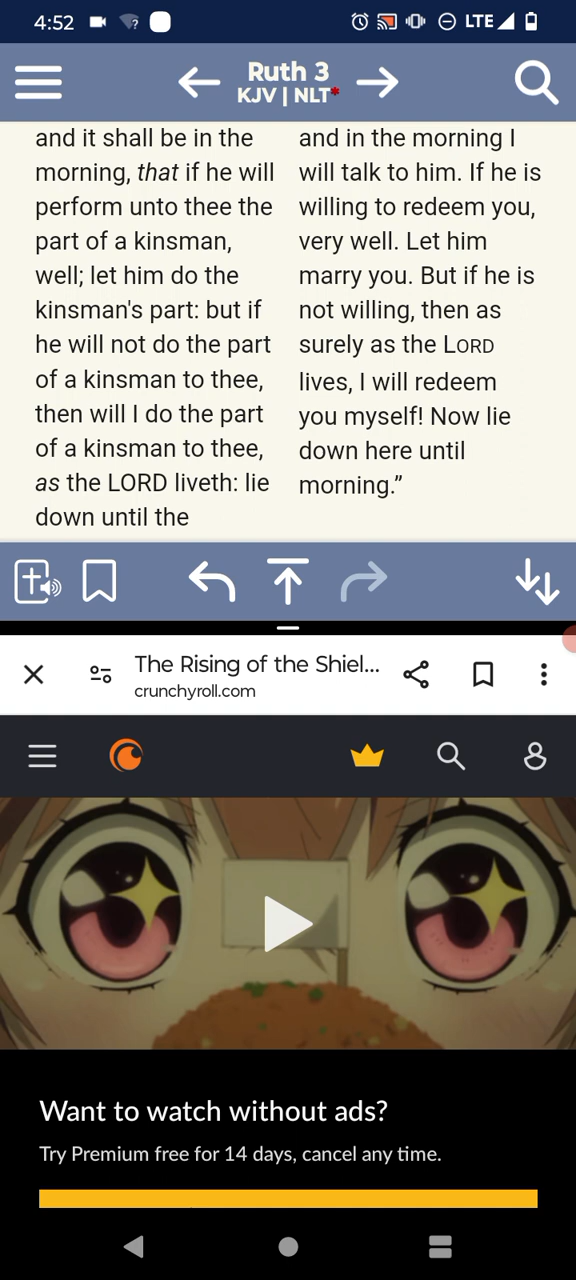 4:52
LTE
Ruth 3
KJV | NLT*
and it shall be in the
morning, that if he will
perform unto thee the
part of a kinsman,
well; let him do the
kinsman's part: but if
he will not do the part
of a kinsman to thee,
then will I do the part
of a kinsman to thee,
as the LORD liveth: lie
down until the
and in the morning I
will talk to him. If he is
willing to redeem you,
very well. Let him
marry you. But if he is
not willing, then as
surely as the LORD
lives, I will redeem
you myself! Now lie
down here until
morning.”
The Rising of the Shiel...
crunchyroll.com
Want to watch without ads?
Try Premium free for 14 days, cancel any time.